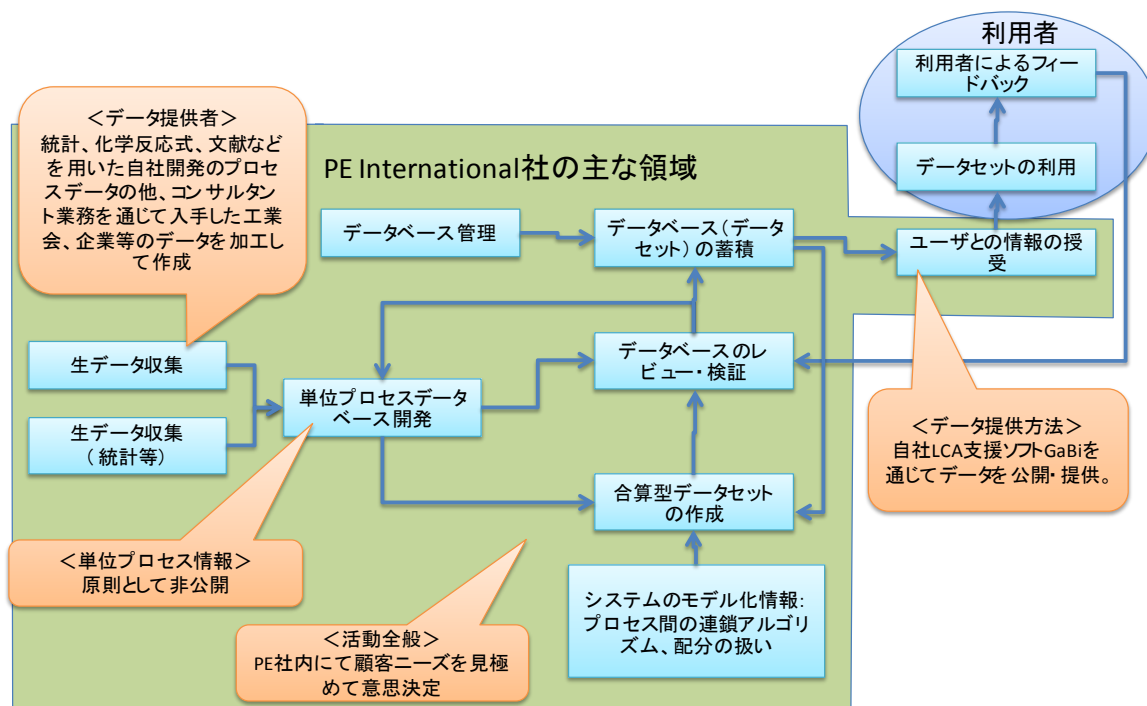 利用者
利用者によるフィー
ドバック
データセットの利用
＜データ提供者＞
統計、化学反応式、文献など
を用いた自社開発のプロセ
スデータの他、コンサルタン
ト業務を通じて入手した工業
会、企業等のデータを加工し
て作成
PE International社の主な領域
データベース管理
データベース（データ
セット）の蓄積
ユーザとの情報の授
受
生データ収集
生データ収集
（統計等）
単位プロセスデータ
ベース開発
データベースのレ
ビュー・検証
＜データ提供方法＞
自社LCA支援ソフトGaBiを
通じてデータを公開・提供。
合算型データセット
の作成
＜単位プロセス情報＞
原則として非公開
システムのモデル化情報:
プロセス間の連鎖アルゴリ
ズム、配分の扱い
＜活動全般＞
PE社内にて顧客ニーズを見極
めて意思決定